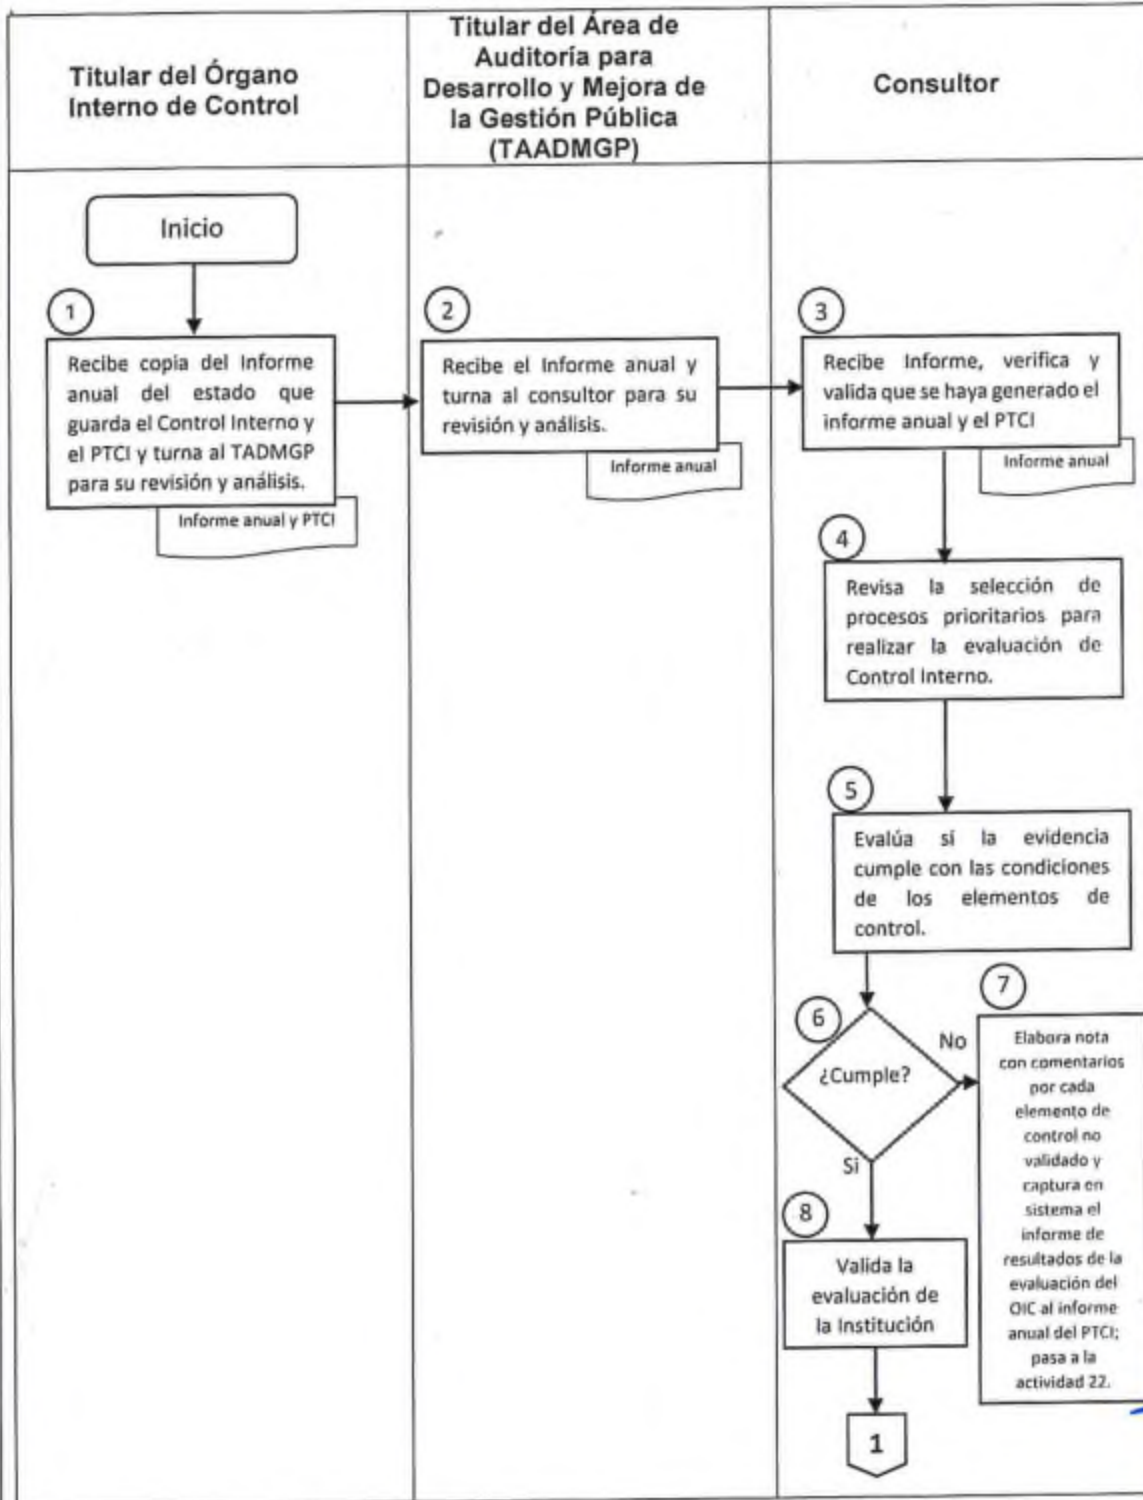 Titular del Órgano
Interno de Control
Titular del Área de
Auditoría para
Desarrollo y Mejora de
la Gestión Pública
(TAADMGP)
Consultor
Inicio
1
Recibe copia del Informe
anual del estado que
guarda el Control Interno y
el PTCI y turna al TADMGP
para su revisión y análisis.
Informe anual y PTCI
2
Recibe el Informe anual y
turna al consultor para su
revisión y análisis.
Informe anual
3
Recibe Informe, verifica y
valida que se haya generado el
informe anual y el PTCI
Informe anual
4
Revisa la selección de
procesos prioritarios para
realizar la evaluación de
Control Interno.
5
Evalúa sí la evidencia
cumple con las condiciones
de los elementos de
control.
6
¿Cumple?
No
Si
7
Elabora nota
con comentarios
por cada
elemento de
control no
validado y
captura en
sistema el
informe de
resultados de la
evaluación del
OIC al informe
anual del PTCI;
pasa a la
actividad 22.
8
Valida la
evaluación de
la Institución
1